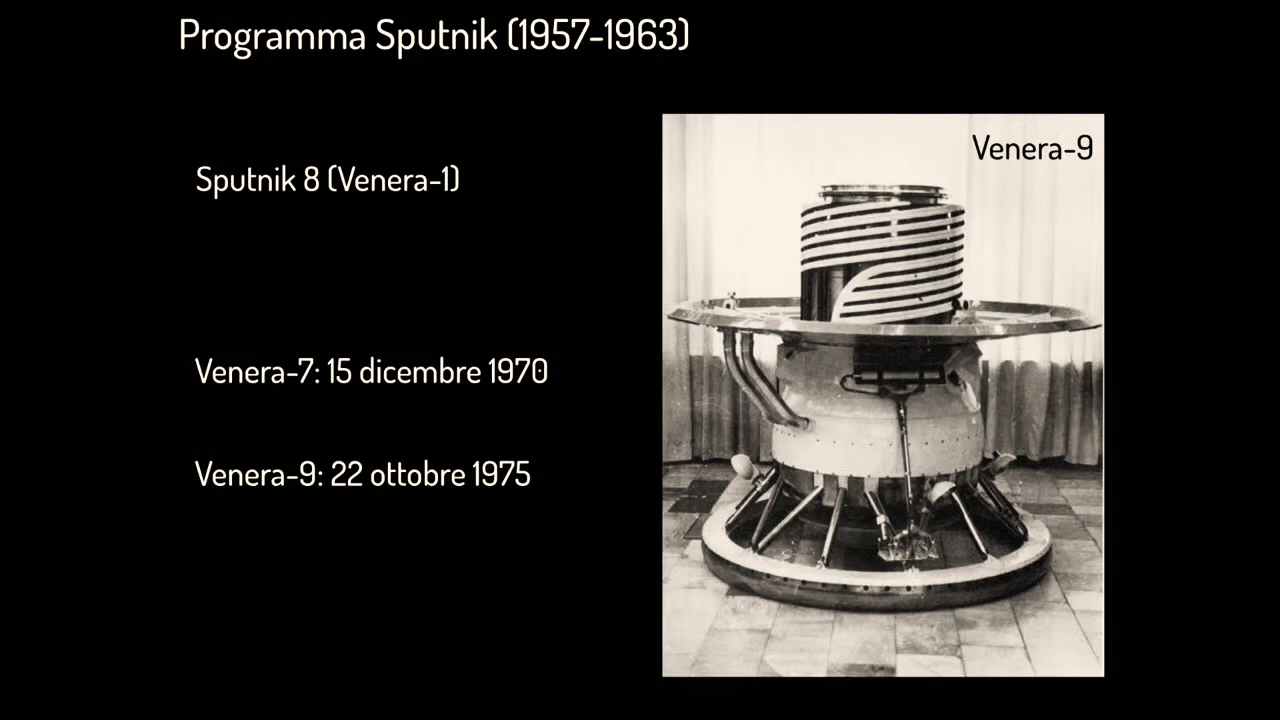 Programma Sputnik (1957-1963)
Venera-9
Sputnik 8 (Venera-1)
Venera-7: 15 dicembre 1970
Venera-9: 22 ottobre 1975